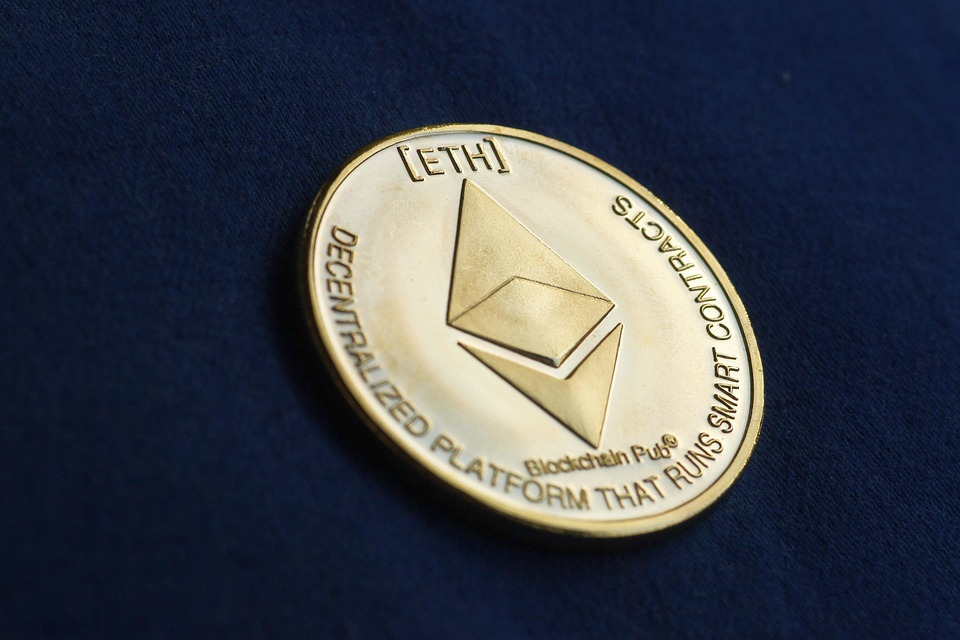 [ETH]
DECENTRALIZED PLATFORM THAT RUNS SMART CONTRACTS
Blockchain Pub®